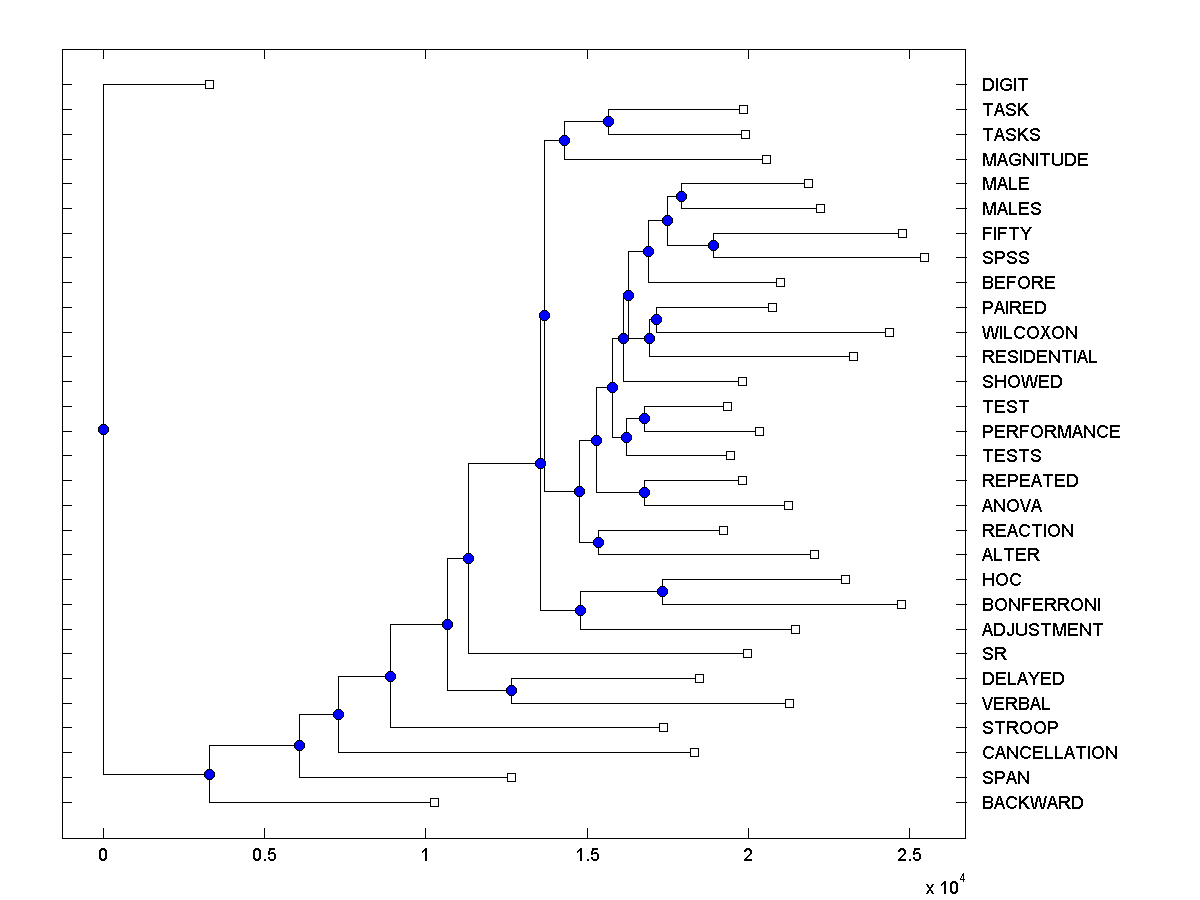 DIGIT
TASK
TASKS
MAGNITUDE
MALE
MALES
FIFTY
SPSS
BEFORE
PAIRED
WILCOXON
RESIDENTIAL
SHOWED
TEST
PERFORMANCE
TESTS
REPEATED
ANOVA
REACTION
ALTER
HOC
BONFERRONI
ADJUSTMENT
SR
DELAYED
VERBAL
STROOP
CANCELLATION
SPAN
BACKWARD
0 0.5 1 1.5 2 2.5
x 10^4